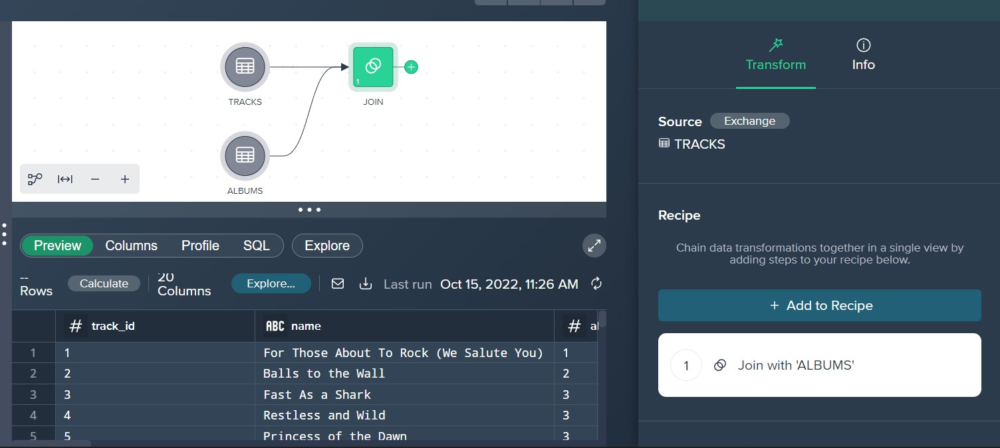 TRACKS
1
JOIN
ALBUMS
Preview Columns Profile SQL Explore
-- Rows Calculate 20 Columns Explore... Last run Oct 15, 2022, 11:26 AM
# track_id ABC name #
1 1 For Those About To Rock (We Salute You) 1
2 2 Balls to the Wall 2
3 3 Fast As a Shark 3
4 4 Restless and Wild 3
5 5 Princess of the Dawn 3
Transform Info
Source Exchange
TRACKS
Recipe
Chain data transformations together in a single view by
adding steps to your recipe below.
+ Add to Recipe
1 Join with 'ALBUMS'